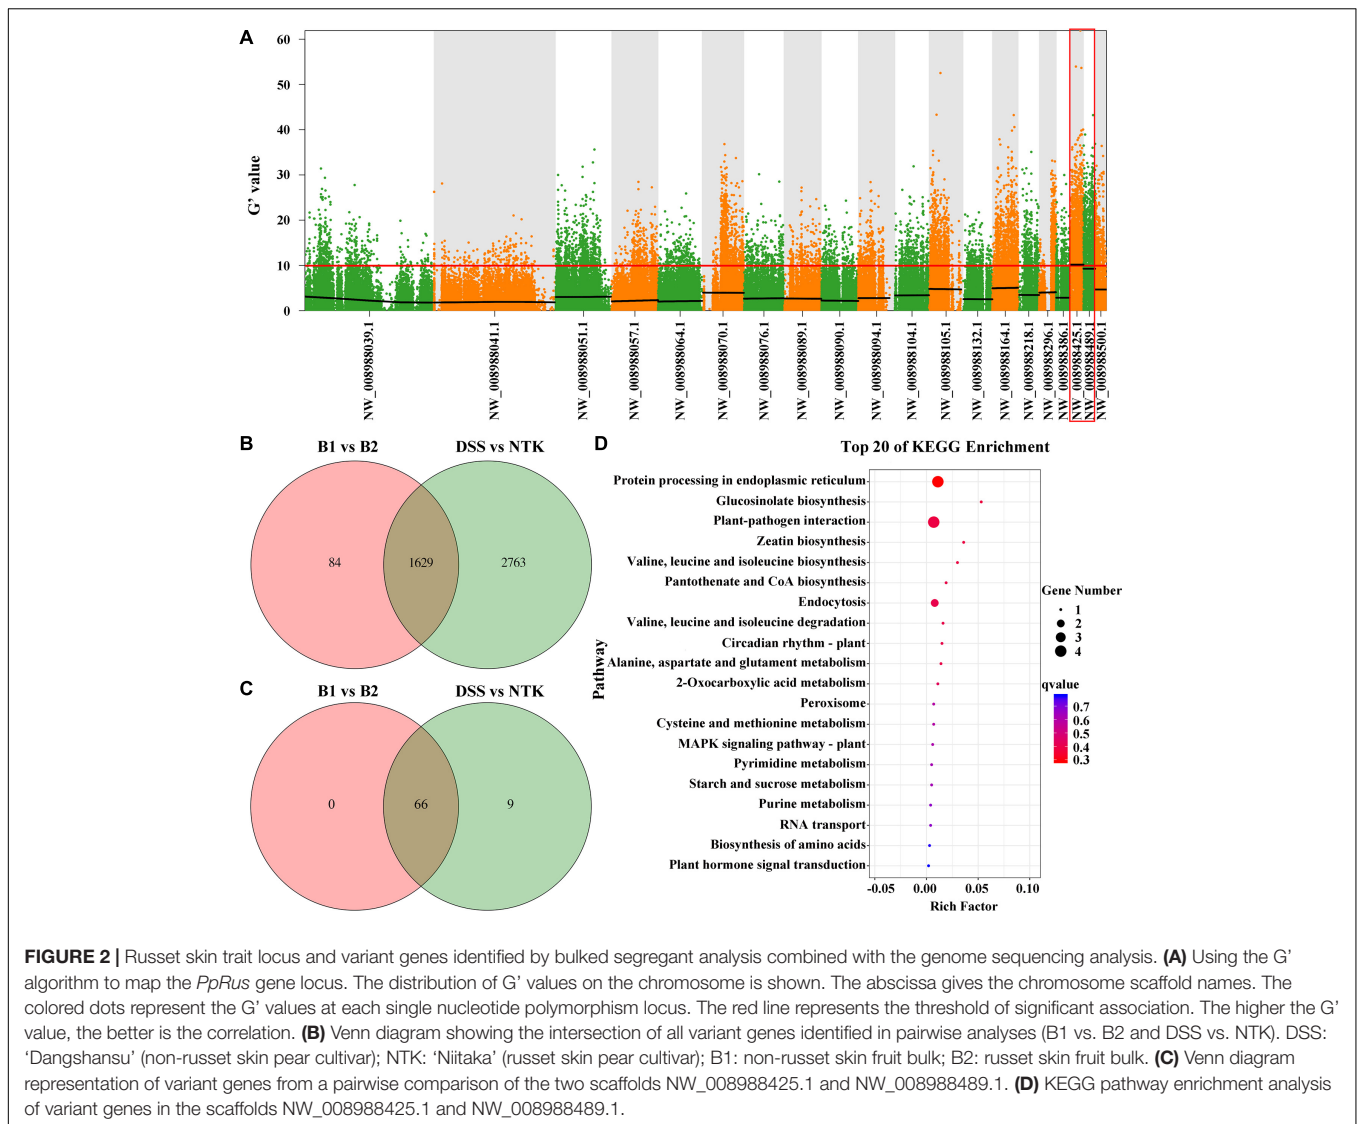 A
G' value
60
50
40
30
20
10
0
NW_008988039.1
NW_008988041.1
NW_008988051.1
NW_008988057.1
NW_008988064.1
NW_008988070.1
NW_008988076.1
NW_008988089.1
NW_008988090.1
NW_008988094.1
NW_008988104.1
NW_008988105.1
NW_008988132.1
NW_008988164.1
NW_008988218.1
NW_008988296.1
NW_008988386.1
NW_008988425.1
NW_008988489.1
NW_008988500.1
B
B1 vs B2
DSS vs NTK
84
1629
2763
C
B1 vs B2
DSS vs NTK
0
66
9
D
Top 20 of KEGG Enrichment
Pathway
Protein processing in endoplasmic reticulum
Glucosinolate biosynthesis
Plant-pathogen interaction
Zeatin biosynthesis
Valine, leucine and isoleucine biosynthesis
Pantothenate and CoA biosynthesis
Endocytosis
Valine, leucine and isoleucine degradation
Circadian rhythm - plant
Alanine, aspartate and glutament metabolism
2-Oxocarboxylic acid metabolism
Peroxisome
Cysteine and methionine metabolism
MAPK signaling pathway - plant
Pyrimidine metabolism
Starch and sucrose metabolism
Purine metabolism
RNA transport
Biosynthesis of amino acids
Plant hormone signal transduction
-0.05
0.00
0.05
0.10
Rich Factor
Gene Number
1
2
3
4
qvalue
0.7
0.6
0.5
0.4
0.3
FIGURE 2 | Russet skin trait locus and variant genes identified by bulked segregant analysis combined with the genome sequencing analysis. (A) Using the G'
algorithm to map the PpRus gene locus. The distribution of G' values on the chromosome is shown. The abscissa gives the chromosome scaffold names. The
colored dots represent the G' values at each single nucleotide polymorphism locus. The red line represents the threshold of significant association. The higher the G'
value, the better is the correlation. (B) Venn diagram showing the intersection of all variant genes identified in pairwise analyses (B1 vs. B2 and DSS vs. NTK). DSS:
'Dangshansu' (non-russet skin pear cultivar); NTK: 'Niitaka' (russet skin pear cultivar); B1: non-russet skin fruit bulk; B2: russet skin fruit bulk. (C) Venn diagram
representation of variant genes from a pairwise comparison of the two scaffolds NW_008988425.1 and NW_008988489.1. (D) KEGG pathway enrichment analysis
of variant genes in the scaffolds NW_008988425.1 and NW_008988489.1.